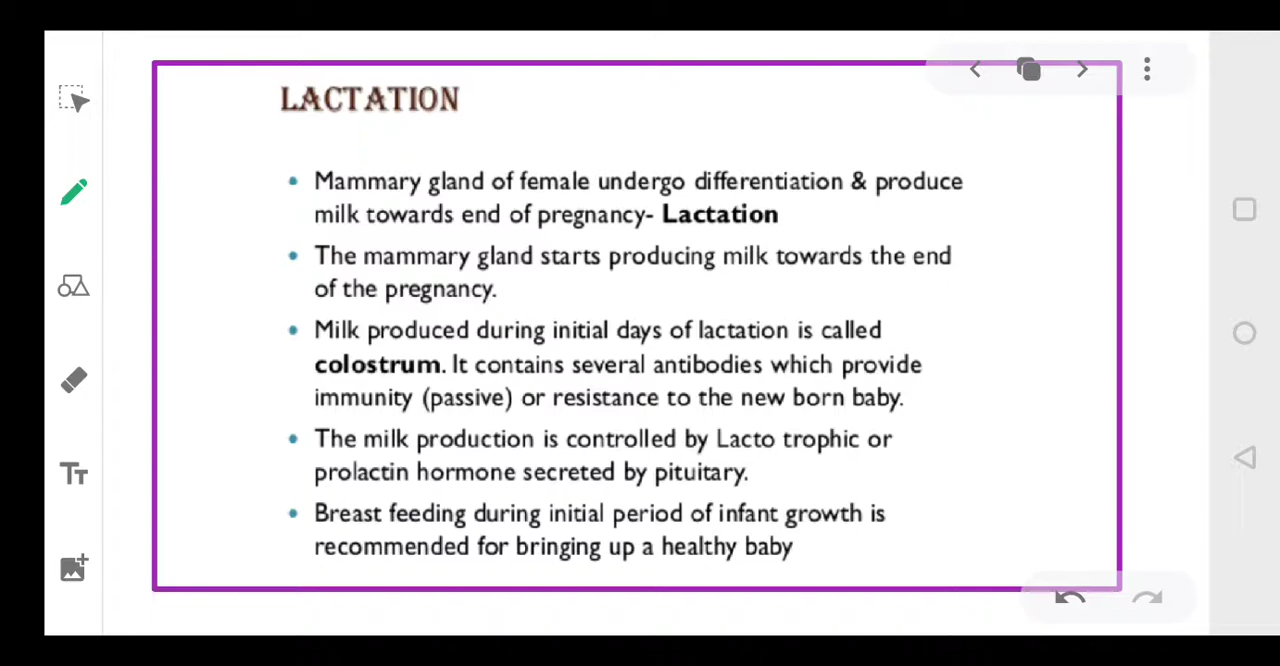 LACTATION
• Mammary gland of female undergo differentiation & produce
milk towards end of pregnancy- Lactation
• The mammary gland starts producing milk towards the end
of the pregnancy.
• Milk produced during initial days of lactation is called
colostrum. It contains several antibodies which provide
immunity (passive) or resistance to the new born baby.
• The milk production is controlled by Lacto trophic or
prolactin hormone secreted by pituitary.
• Breast feeding during initial period of infant growth is
recommended for bringing up a healthy baby
TT